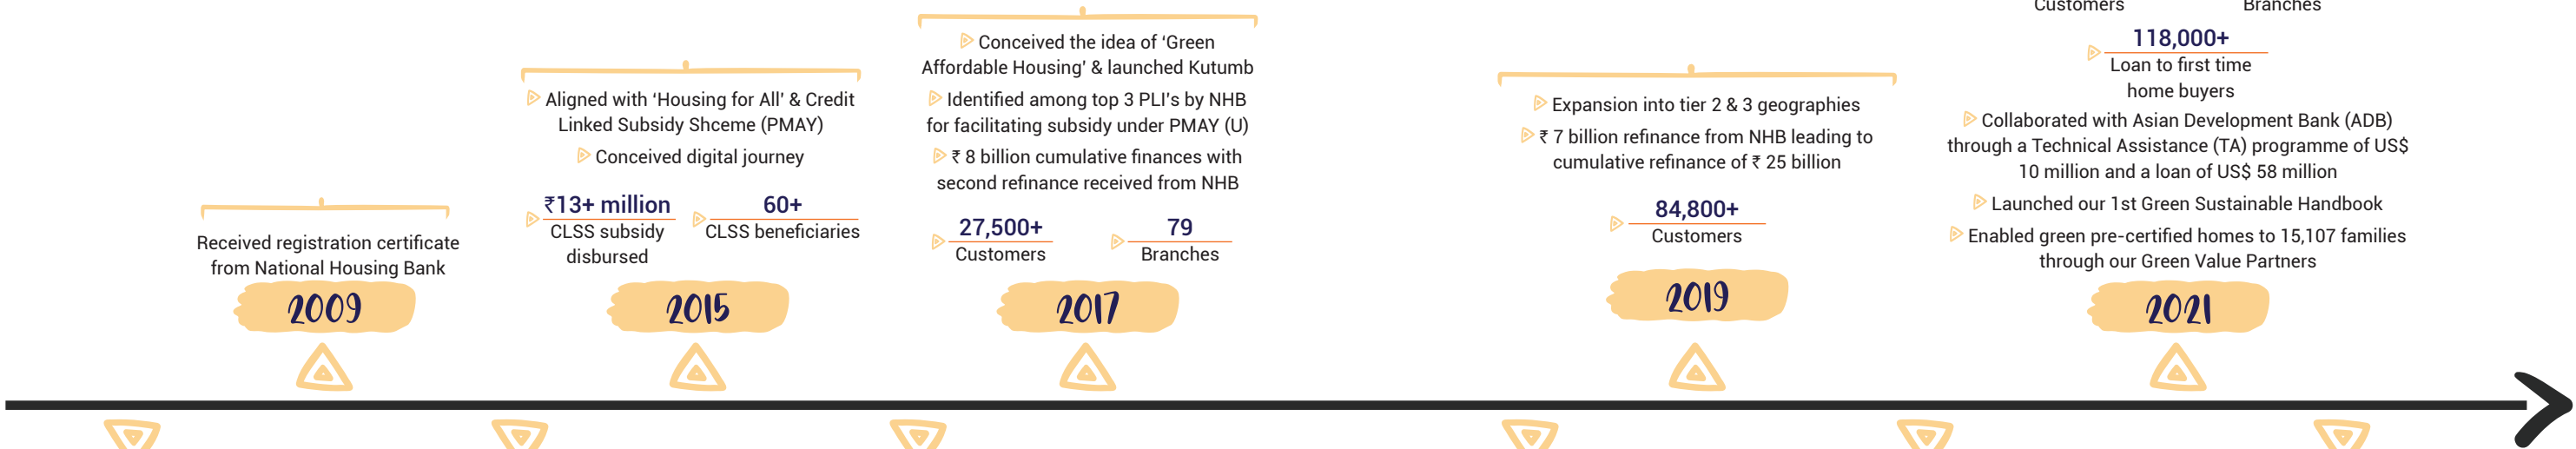 Received registration certificate
from National Housing Bank
2009
Aligned with ‘Housing for All’ & Credit
Linked Subsidy Shceme (PMAY)
Conceived digital journey
₹13+ million
CLSS subsidy
disbursed
60+
CLSS beneficiaries
2015
Conceived the idea of ‘Green
Affordable Housing’ & launched Kutumb
Identified among top 3 PLI’s by NHB
for facilitating subsidy under PMAY (U)
₹ 8 billion cumulative finances with
second refinance received from NHB
27,500+
Customers
79
Branches
2017
Expansion into tier 2 & 3 geographies
₹ 7 billion refinance from NHB leading to
cumulative refinance of ₹ 25 billion
84,800+
Customers
2019
Customers
Branches
118,000+
Loan to first time
home buyers
Collaborated with Asian Development Bank (ADB)
through a Technical Assistance (TA) programme of US$
10 million and a loan of US$ 58 million
Launched our 1st Green Sustainable Handbook
Enabled green pre-certified homes to 15,107 families
through our Green Value Partners
2021